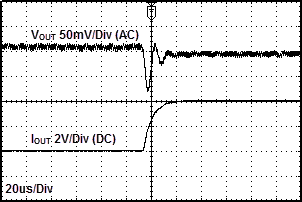 VOUT 50mV/Div (AC)
IOUT 2V/Div (DC)
20us/Div